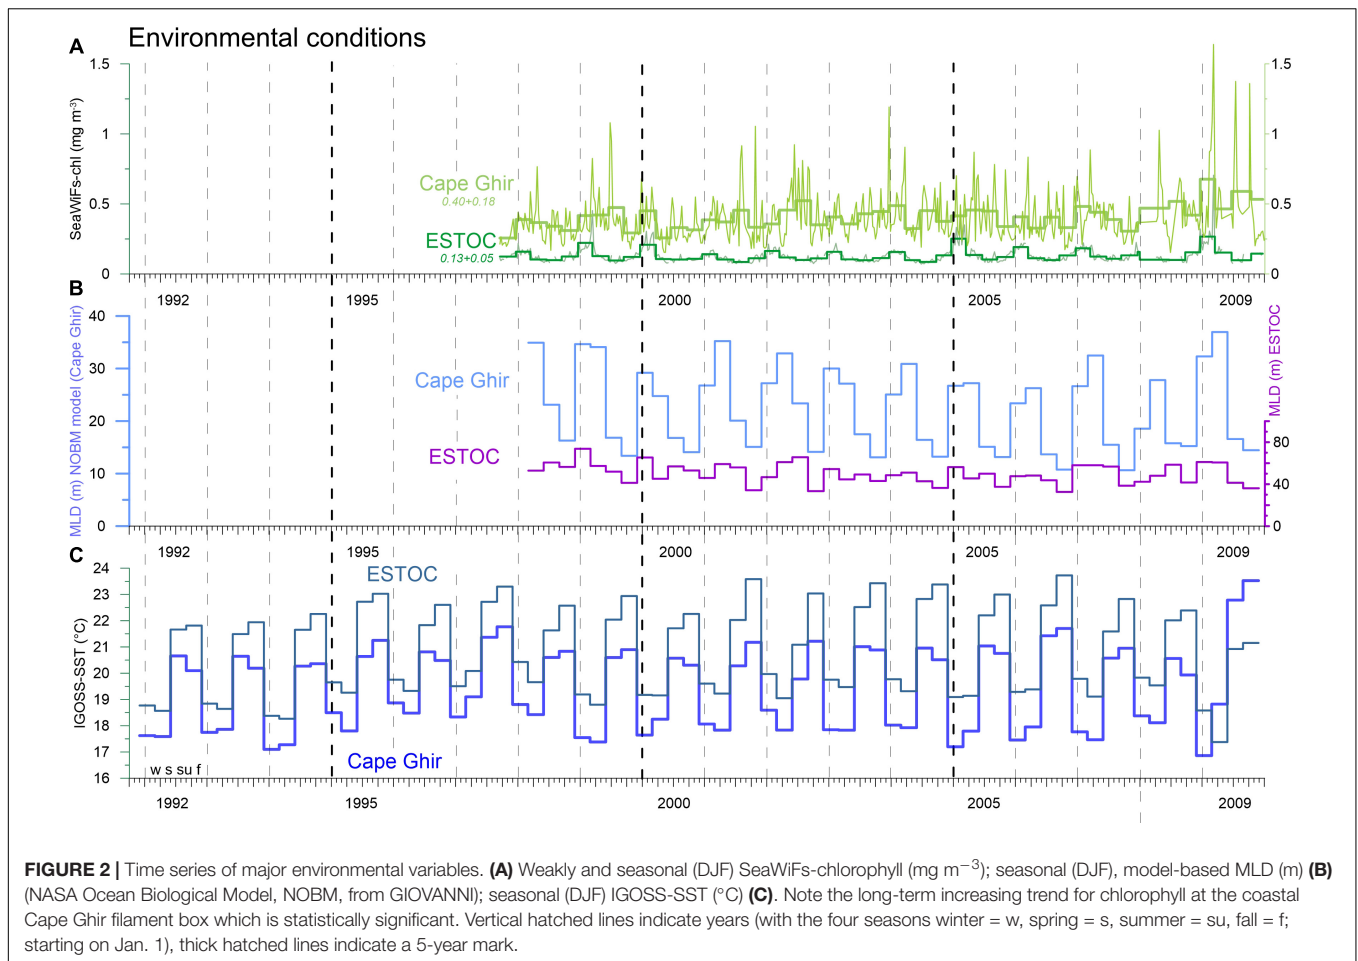 A
Environmental conditions
1.5
1
0.5
0
SeaWiFs-chl (mg m-3)
Cape Ghir
0.40+0.18
ESTOC
0.13+0.05
1.5
1
0.5
0
1992
1995
2000
2005
2009
B
40
30
20
10
0
MLD (m) NOBM model (Cape Ghir)
Cape Ghir
ESTOC
MLD (m) ESTOC
80
40
0
1992
1995
2000
2005
2009
C
24
23
22
21
20
19
18
17
16
IGOSS-SST (°C)
ESTOC
Cape Ghir
w s su f
1992
1995
2000
2005
2009
FIGURE 2 | Time series of major environmental variables. (A) Weakly and seasonal (DJF) SeaWiFs-chlorophyll (mg m−3); seasonal (DJF), model-based MLD (m) (B)
(NASA Ocean Biological Model, NOBM, from GIOVANNI); seasonal (DJF) IGOSS-SST (°C) (C). Note the long-term increasing trend for chlorophyll at the coastal
Cape Ghir filament box which is statistically significant. Vertical hatched lines indicate years (with the four seasons winter = w, spring = s, summer = su, fall = f;
starting on Jan. 1), thick hatched lines indicate a 5-year mark.